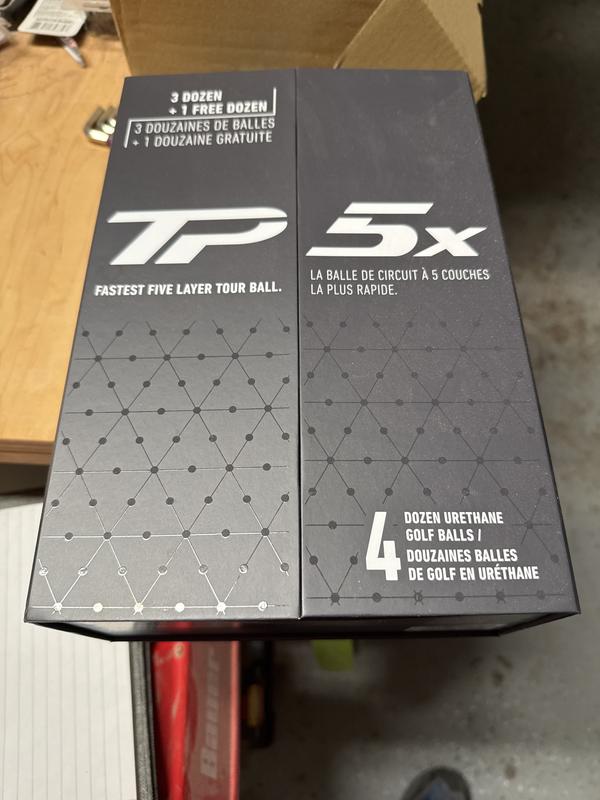 3 DOZEN
+ 1 FREE DOZEN
3 DOUZAINES DE BALLES
+ 1 DOUZAINE GRATUITE
TP 5x
FASTEST FIVE LAYER TOUR BALL.
LA BALLE DE CIRCUIT À 5 COUCHES
LA PLUS RAPIDE.
4 DOZEN URETHANE
GOLF BALLS /
DOUZAINES BALLES
DE GOLF EN URÉTHANE
Bauer